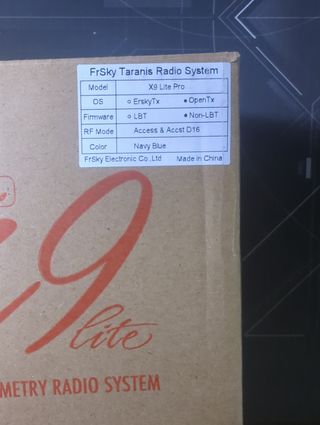 FrSky Taranis Radio System
Model X9 Lite Pro
OS ○ ErskyTx ● OpenTx
Firmware ○ LBT ● Non-LBT
RF Mode Access & Accst D16
Color Navy Blue
FrSky Electronic Co.,Ltd Made in China
9
lite
METRY RADIO SYSTEM